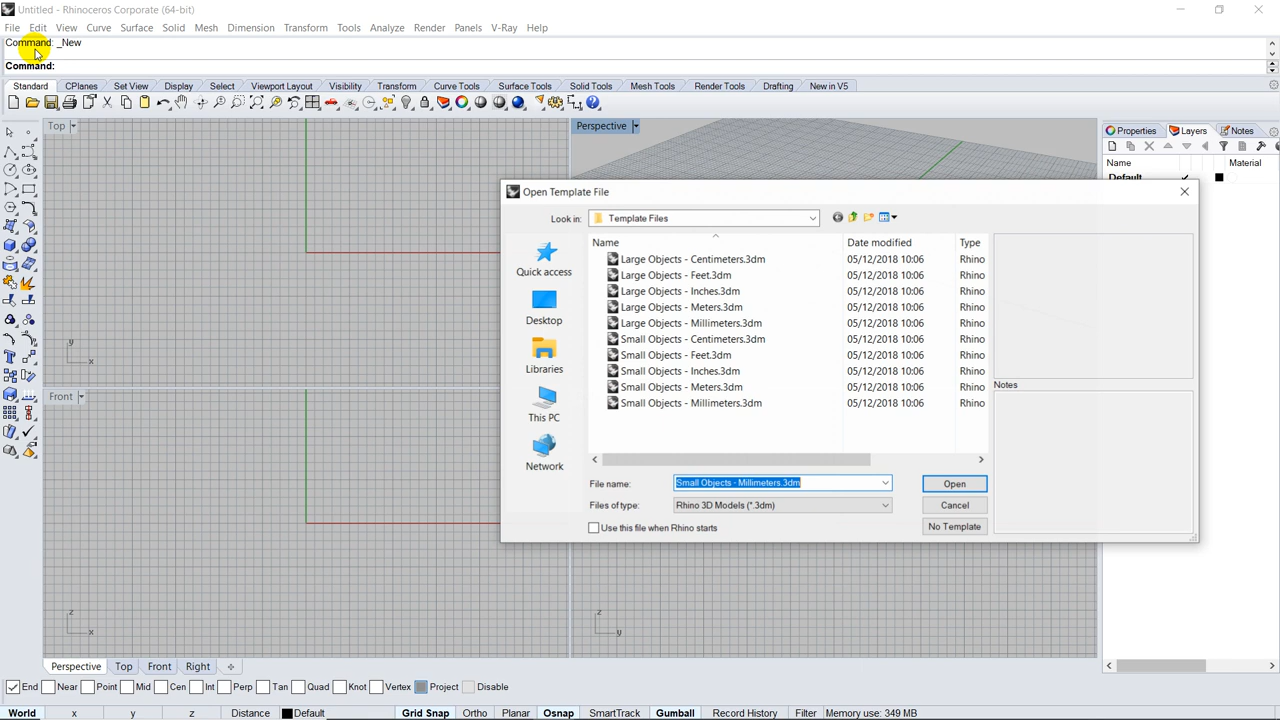 Untitled - Rhinoceros Corporate (64-bit)
File Edit View Curve Surface Solid Mesh Dimension Transform Tools Analyze Render Panels V-Ray Help
Command: _New
Command:
Standard CPlanes Set View Display Select Viewport Layout Visibility Transform Curve Tools Surface Tools Solid Tools Mesh Tools Render Tools Drafting New in V5
Top
Perspective
Properties Layers Notes
Name Material
Default
Open Template File
Look in: Template Files
Name Date modified Type
Large Objects - Centimeters.3dm 05/12/2018 10:06 Rhino
Large Objects - Feet.3dm 05/12/2018 10:06 Rhino
Large Objects - Inches.3dm 05/12/2018 10:06 Rhino
Large Objects - Meters.3dm 05/12/2018 10:06 Rhino
Large Objects - Millimeters.3dm 05/12/2018 10:06 Rhino
Small Objects - Centimeters.3dm 05/12/2018 10:06 Rhino
Small Objects - Feet.3dm 05/12/2018 10:06 Rhino
Small Objects - Inches.3dm 05/12/2018 10:06 Rhino
Small Objects - Meters.3dm 05/12/2018 10:06 Rhino
Small Objects - Millimeters.3dm 05/12/2018 10:06 Rhino
Quick access
Desktop
Libraries
This PC
Network
Notes
File name: Small Objects - Millimeters.3dm Open
Files of type: Rhino 3D Models (*.3dm) Cancel
Use this file when Rhino starts No Template
y
x
Front
z
x
z
y
Perspective Top Front Right
End Near Point Mid Cen Int Perp Tan Quad Knot Vertex Project Disable
World x y z Distance Default Grid Snap Ortho Planar Osnap SmartTrack Gumball Record History Filter Memory use: 349 MB